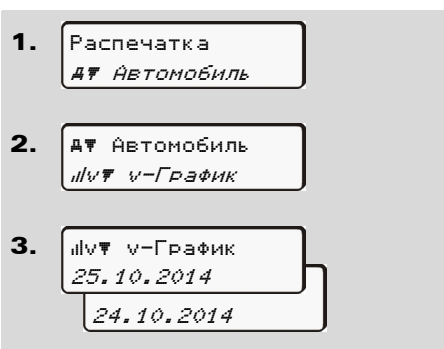 1.
Распечатка
Автомобиль
2.
Автомобиль
v v-График
3.
v v-График
25.10.2014
24.10.2014